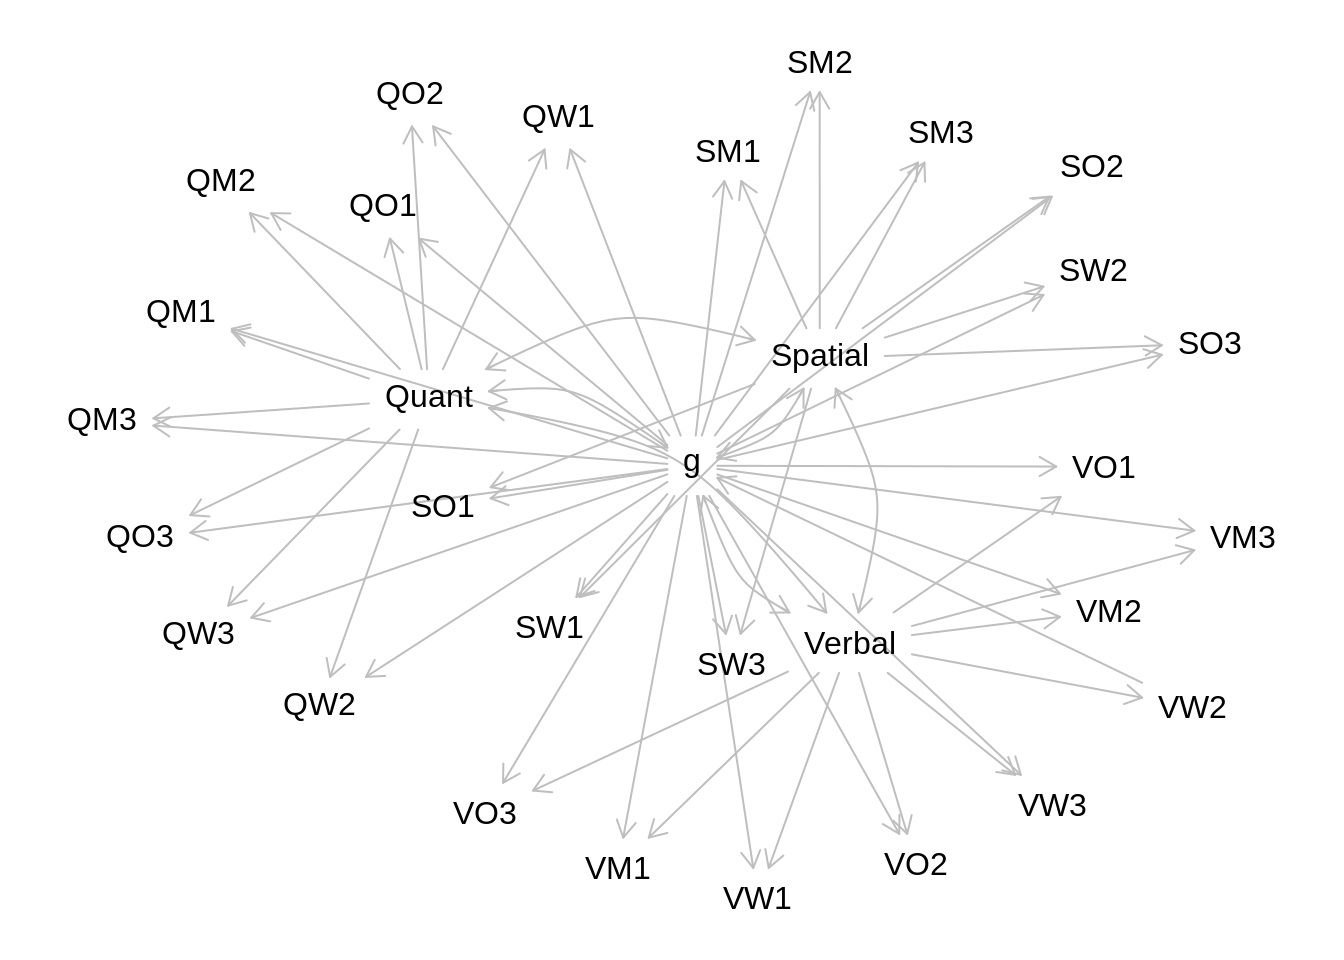 SM2
QO2
QW1
SM3
SM1
SO2
QM2
QO1
SW2
QM1
SO3
Spatial
Quant
QM3
g
VO1
SO1
QO3
VM3
VM2
SW1
QW3
Verbal
SW3
QW2
VW2
VW3
VO3
VO2
VM1
VW1